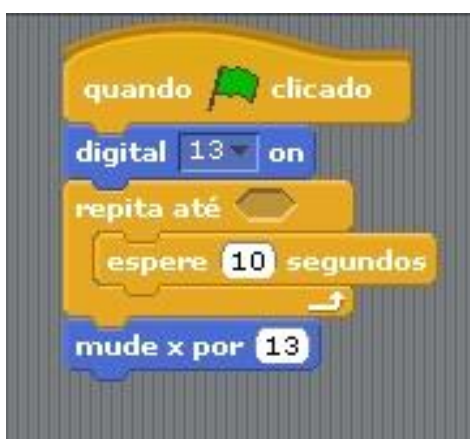 quando clicado
digital 13 on
repita até
espere 10 segundos
mude x por 13